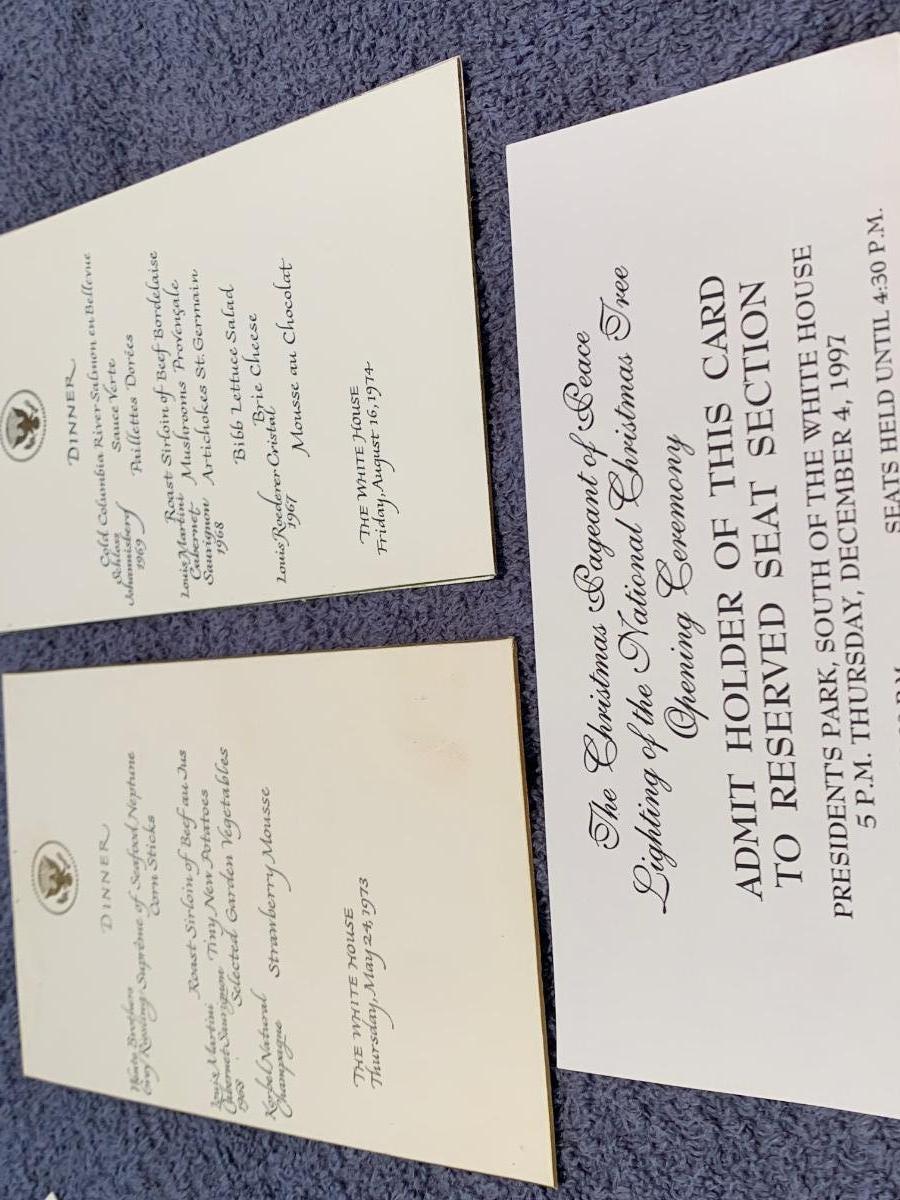 DINNER
Wente Brothers
Grey Riesling Suprême of Seafood Neptune
Corn Sticks
Roast Sirloin of Beef au Jus
Louis Martini
Cabernet Sauvignon Tiny New Potatoes
1968 Selected Garden Vegetables
Korbel Natural Strawberry Mousse
Champagne
THE WHITE HOUSE
Thursday, May 24, 1973
DINNER
Cold Columbia River Salmon en Bellevue
Schloss Sauce Verte
Johannisberg Paillettes Dorées
1969
Roast Sirloin of Beef Bordelaise
Louis Martini Mushrooms Provençale
Cabernet
Sauvignon Artichokes St. Germain
1968
Bibb Lettuce Salad
Brie Cheese
Louis Roederer Cristal
1967 Mousse au Chocolat
THE WHITE HOUSE
Friday, August 16, 1974
The Christmas Pageant of Peace
Lighting of the National Christmas Tree
Opening Ceremony
ADMIT HOLDER OF THIS CARD
TO RESERVED SEAT SECTION
PRESIDENTS PARK, SOUTH OF THE WHITE HOUSE
5 P.M. THURSDAY, DECEMBER 4, 1997
SEATS HELD UNTIL 4:30 P.M.